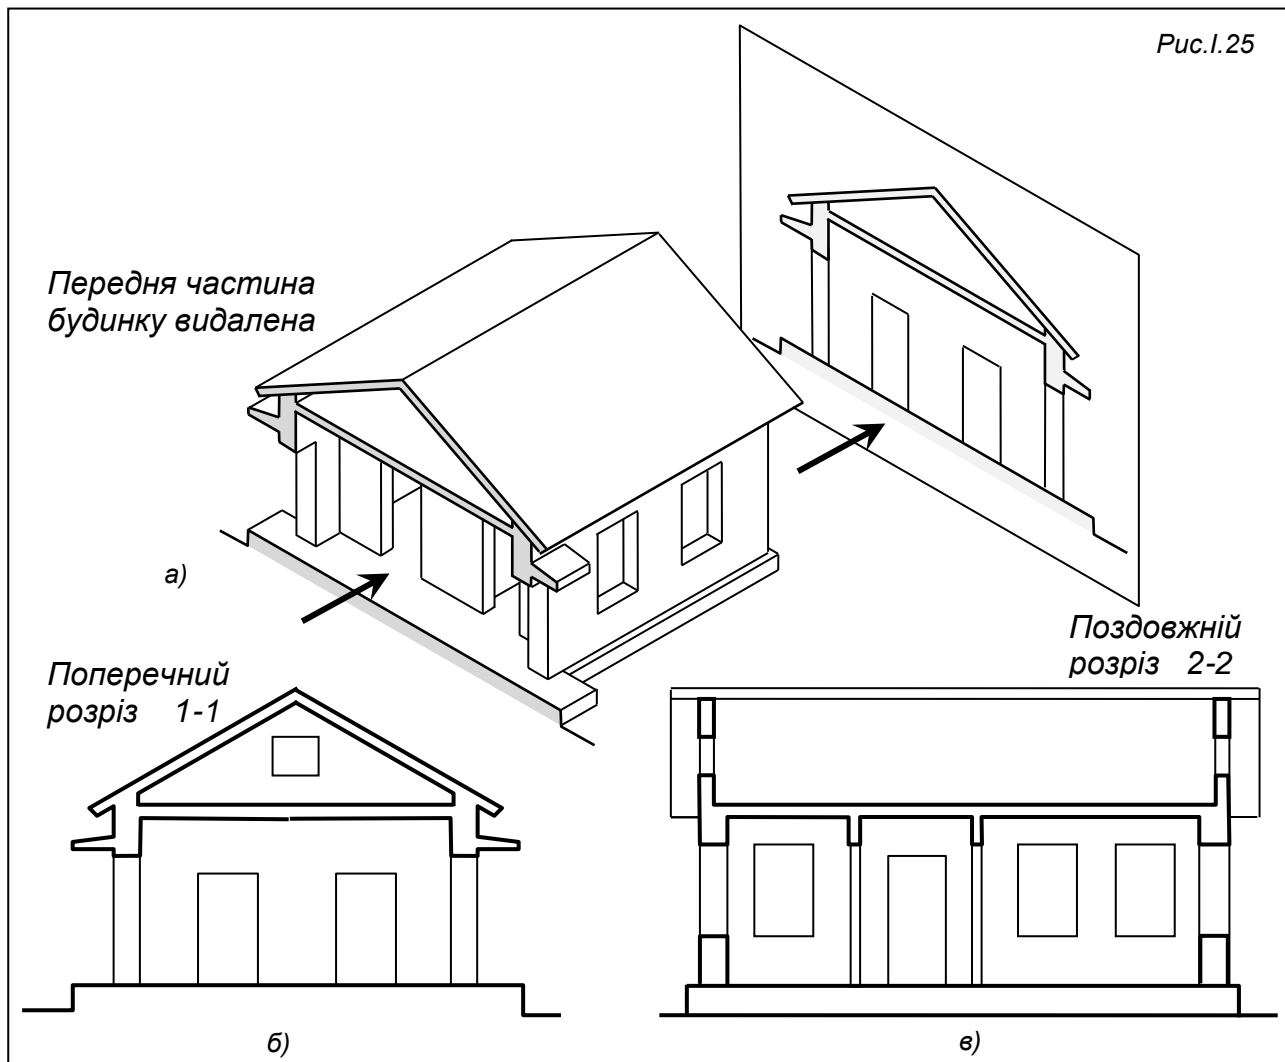 Рис.І.25
Передня частина
будинку видалена
а)
Поздовжній
розріз 2-2
Поперечний
розріз 1-1
б)
в)